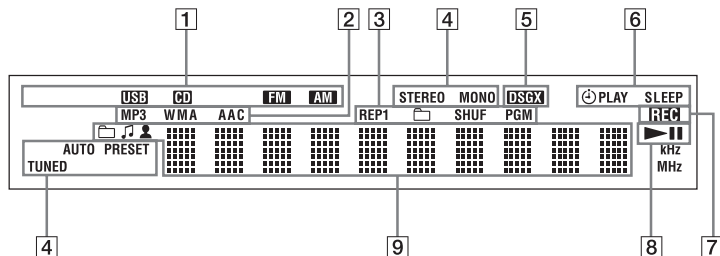 1 2 3 4 5 6
USB CD FM AM STEREO MONO DSGX PLAY SLEEP
MP3 WMA AAC REP1 SHUF PGM REC
AUTO PRESET kHz
TUNED MHz
4 9 8 7